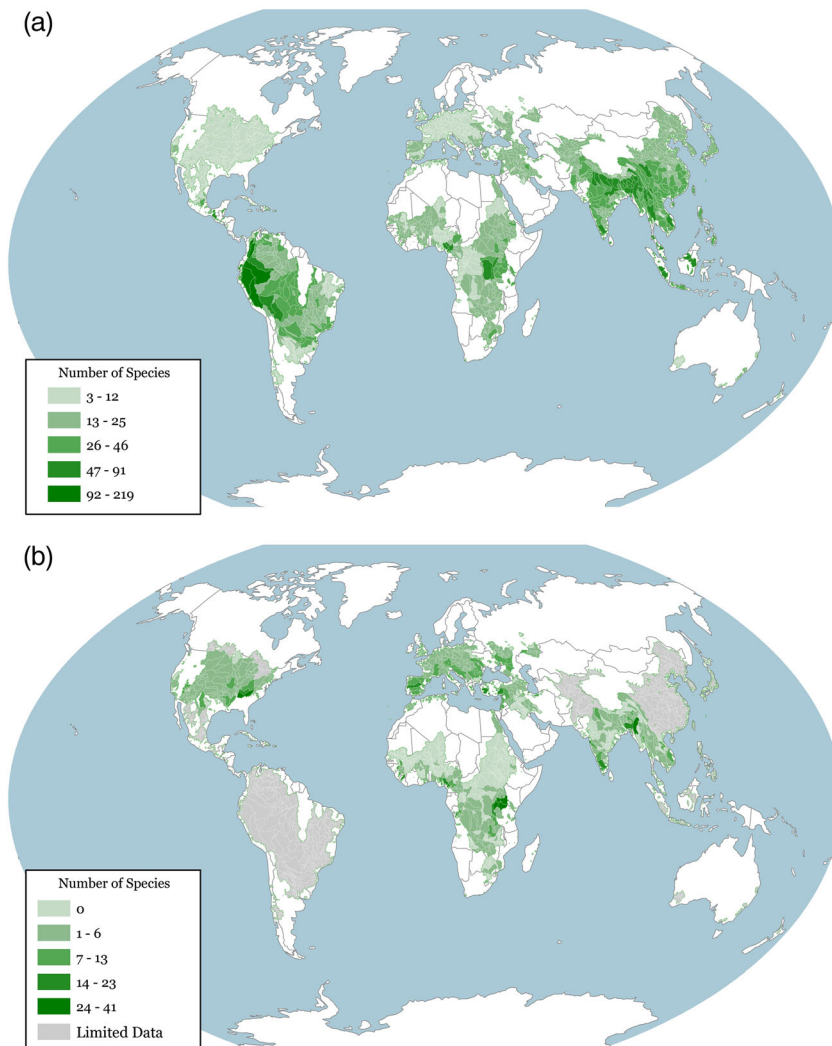 (a)
Number of Species
3 - 12
13 - 25
26 - 46
47 - 91
92 - 219
(b)
Number of Species
0
1 - 6
7 - 13
14 - 23
24 - 41
Limited Data